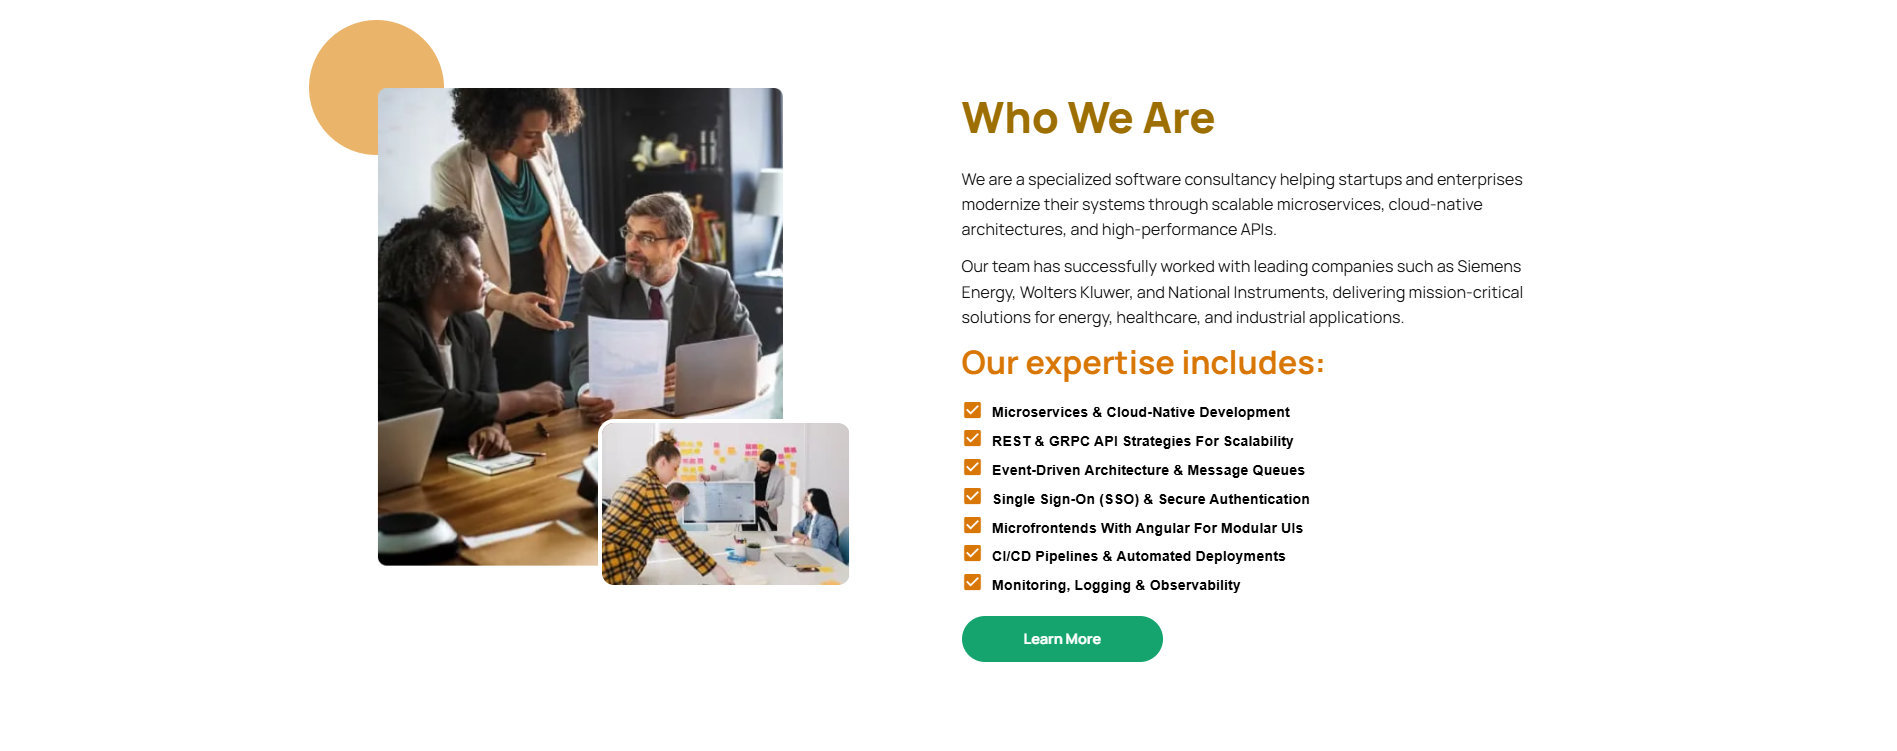 Who We Are
We are a specialized software consultancy helping startups and enterprises
modernize their systems through scalable microservices, cloud-native
architectures, and high-performance APIs.
Our team has successfully worked with leading companies such as Siemens
Energy, Wolters Kluwer, and National Instruments, delivering mission-critical
solutions for energy, healthcare, and industrial applications.
Our expertise includes:
Microservices & Cloud-Native Development
REST & GRPC API Strategies For Scalability
Event-Driven Architecture & Message Queues
Single Sign-On (SSO) & Secure Authentication
Microfrontends With Angular For Modular UIs
CI/CD Pipelines & Automated Deployments
Monitoring, Logging & Observability
Learn More